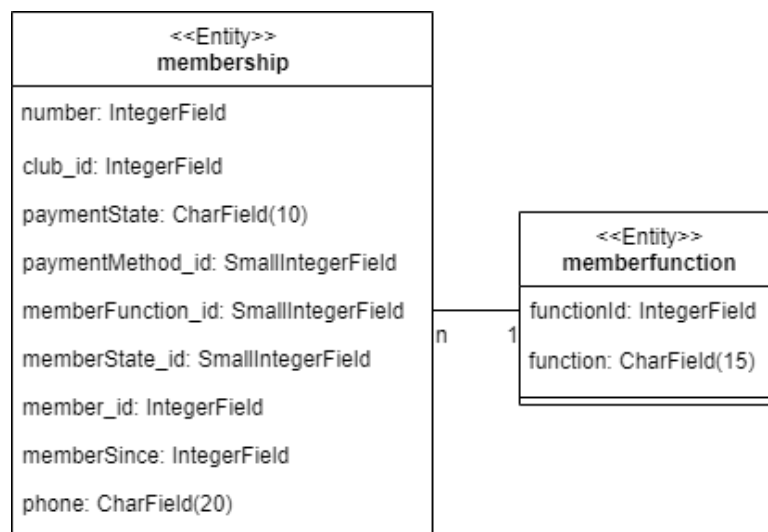 <<Entity>>
membership
number: IntegerField
club_id: IntegerField
paymentState: CharField(10)
paymentMethod_id: SmallIntegerField
memberFunction_id: SmallIntegerField
memberState_id: SmallIntegerField
member_id: IntegerField
memberSince: IntegerField
phone: CharField(20)
n
1
<<Entity>>
memberfunction
functionId: IntegerField
function: CharField(15)